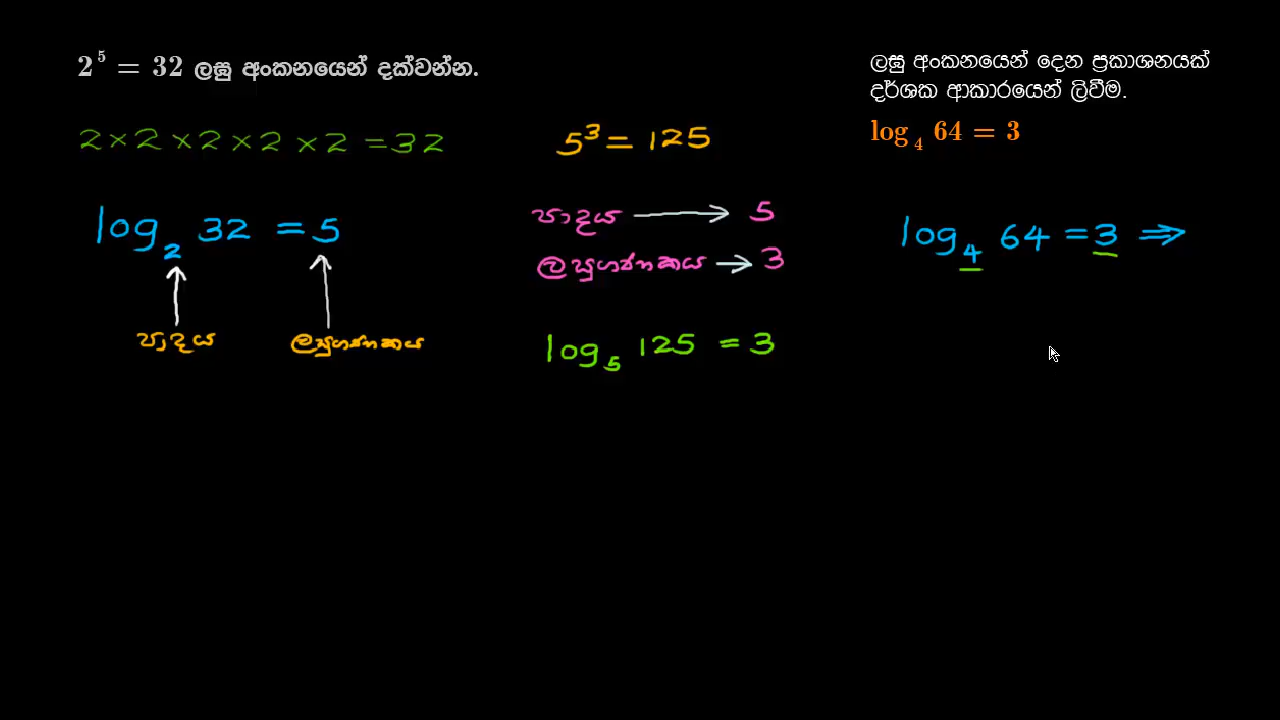 2⁵ = 32 ලඝු අංකනයෙන් දක්වන්න.
2 × 2 × 2 × 2 × 2 = 32
log₂ 32 = 5
පාදය ලඝුගණකය
5³ = 125
පාදය → 5
ලඝුගණකය → 3
log₅ 125 = 3
ලඝු අංකනයෙන් දෙන ප්‍රකාශනයක්
දර්ශක ආකාරයෙන් ලිවීම.
log₄ 64 = 3
log₄ 64 = 3 ⇒